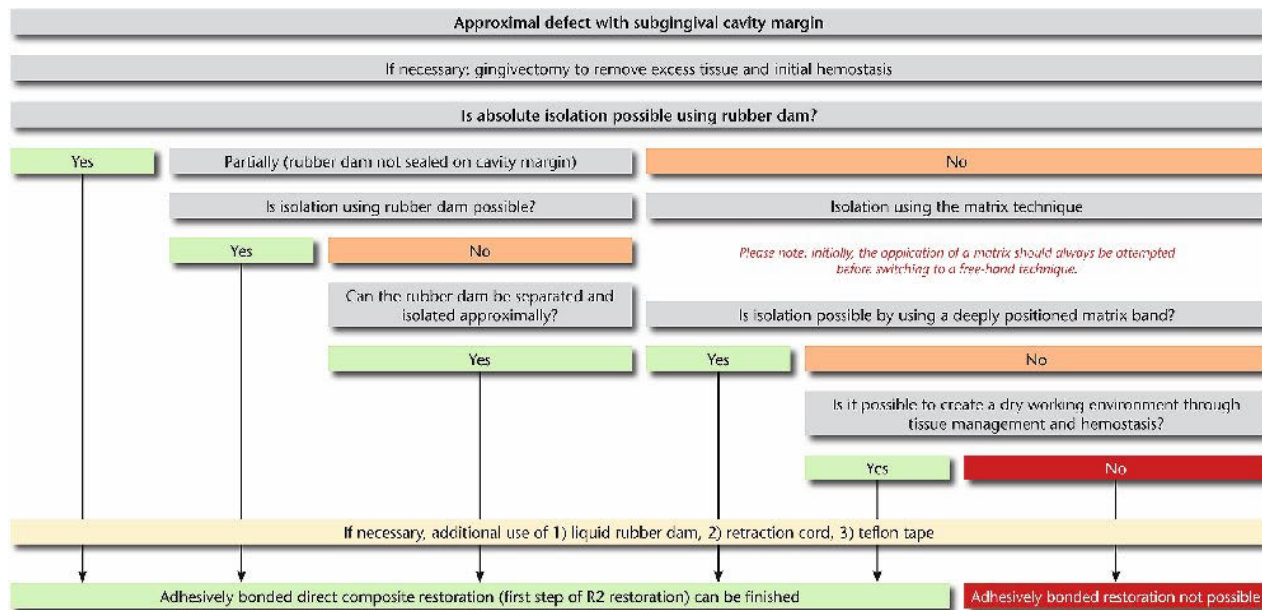 Approximal defect with subgingival cavity margin
If necessary: gingivectomy to remove excess tissue and initial hemostasis
Is absolute isolation possible using rubber dam?
Yes
Partially (rubber dam not sealed on cavity margin)
No
Is isolation using rubber dam possible?
Isolation using the matrix technique
Yes
No
Please note: initially, the application of a matrix should always be attempted
before switching to a free-hand technique.
Can the rubber dam be separated and
isolated approximally?
Is isolation possible by using a deeply positioned matrix band?
Yes
Yes
No
Is it possible to create a dry working environment through
tissue management and hemostasis?
Yes
No
If necessary, additional use of 1) liquid rubber dam, 2) retraction cord, 3) teflon tape
Adhesively bonded direct composite restoration (first step of R2 restoration) can be finished
Adhesively bonded restoration not possible